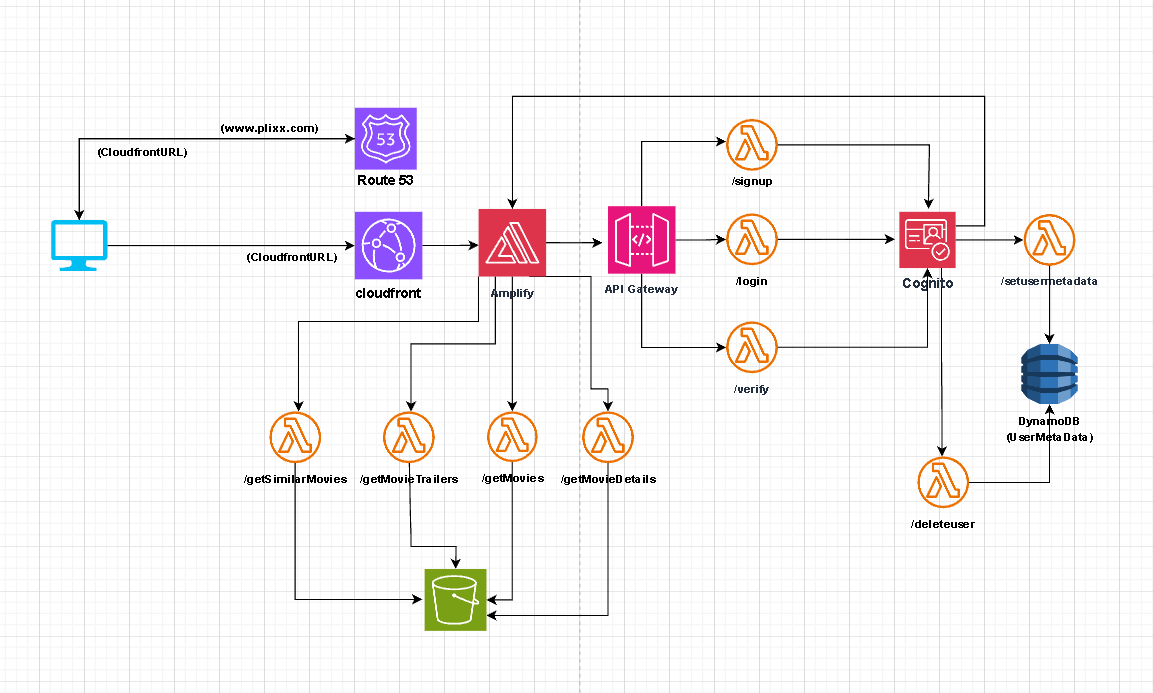 (www.plixx.com)
(CloudfrontURL)
53
Route 53
/signup
(CloudfrontURL)
cloudfront
Amplify
</>
API Gateway
/login
Cognito
/setusermetadata
/verify
DynamoDB
(UserMetaData)
/getSimilarMovies
/getMovieTrailers
/getMovies
/getMovieDetails
/deleteuser